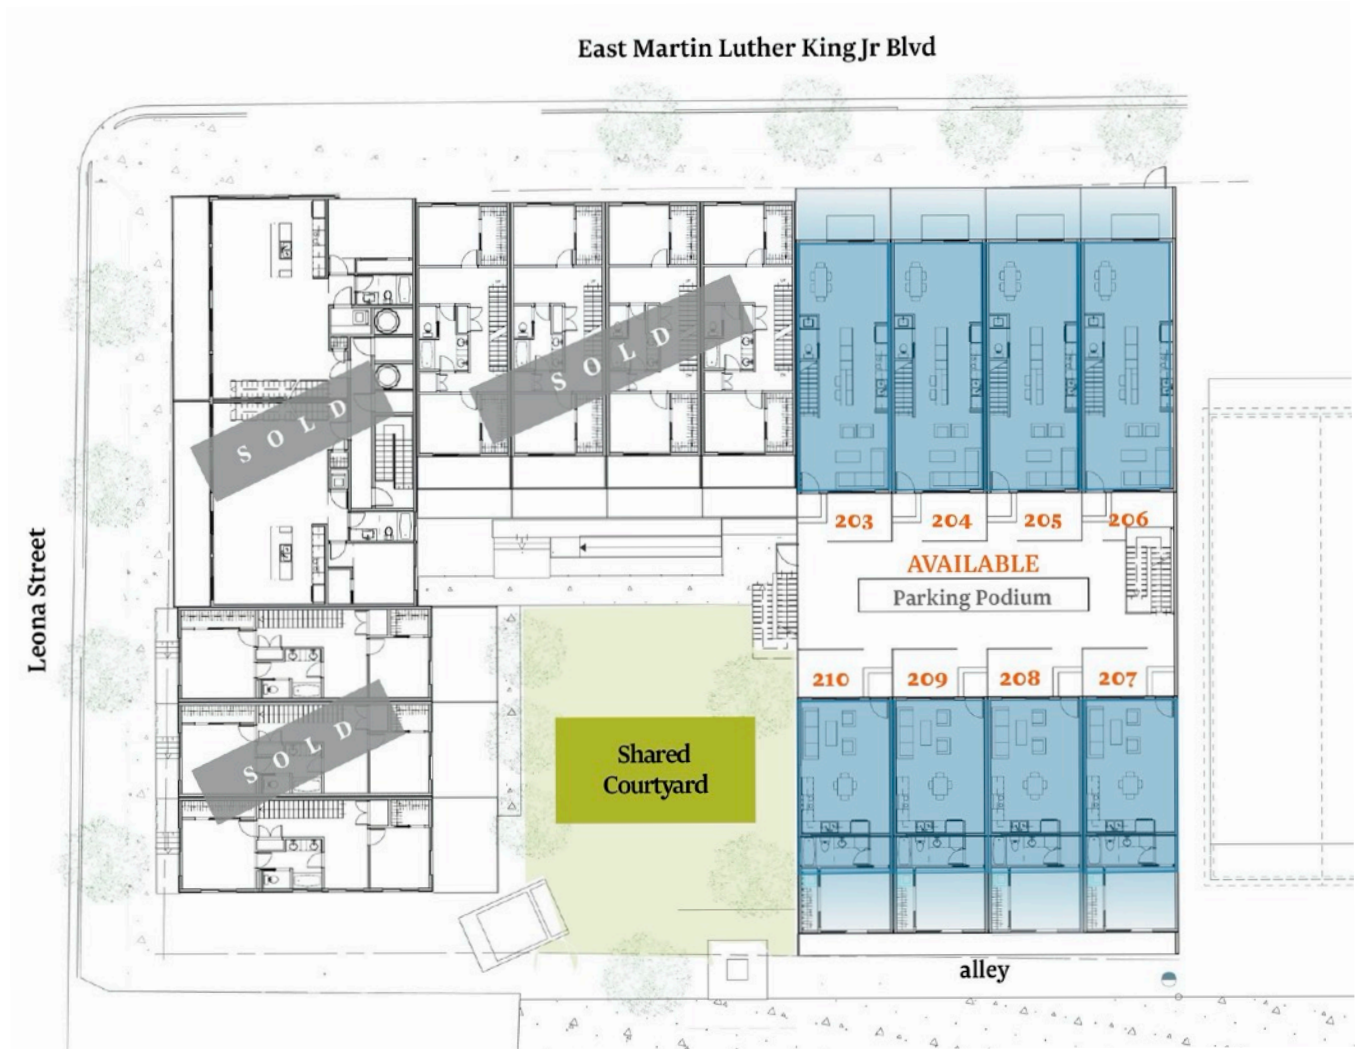 East Martin Luther King Jr Blvd
SOLD
SOLD
203 204 205 206
AVAILABLE
Parking Podium
Leona Street
210 209 208 207
SOLD
Shared
Courtyard
alley